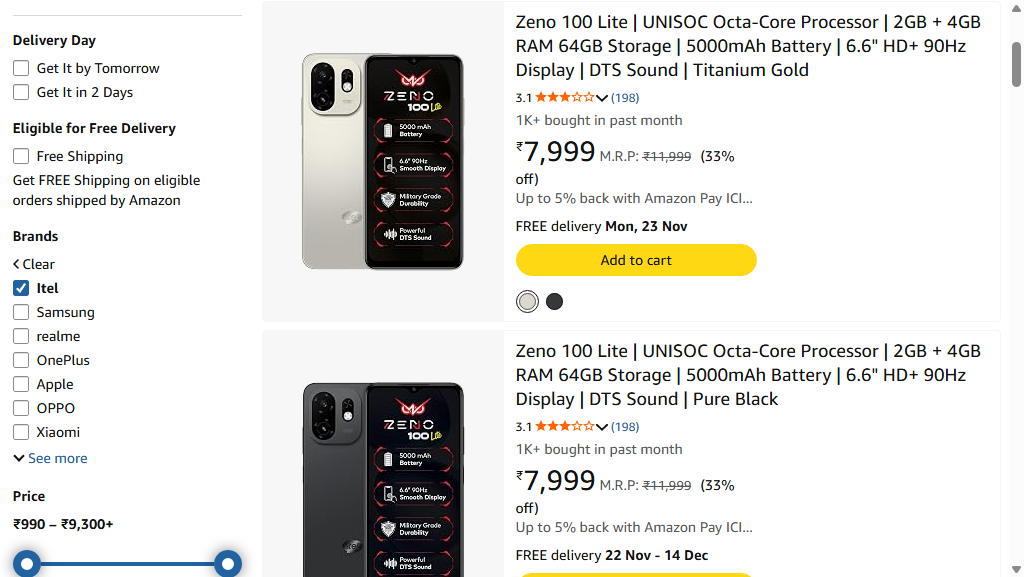 Delivery Day
Get It by Tomorrow
Get It in 2 Days
Eligible for Free Delivery
Free Shipping
Get FREE Shipping on eligible
orders shipped by Amazon
Brands
Clear
Itel
Samsung
realme
OnePlus
Apple
OPPO
Xiaomi
See more
Price
₹990 – ₹9,300+
ZENO
100 Lite
5000 mAh
Battery
6.6" 90Hz
Smooth Display
Military Grade
Durability
Powerful
DTS Sound
itel
Zeno 100 Lite | UNISOC Octa-Core Processor | 2GB + 4GB
RAM 64GB Storage | 5000mAh Battery | 6.6" HD+ 90Hz
Display | DTS Sound | Titanium Gold
3.1 (198)
1K+ bought in past month
₹7,999 M.R.P: ₹11,999 (33%
off)
Up to 5% back with Amazon Pay ICI...
FREE delivery Mon, 23 Nov
Add to cart
ZENO
100 Lite
5000 mAh
Battery
6.6" 90Hz
Smooth Display
Military Grade
Durability
Powerful
DTS Sound
itel
Zeno 100 Lite | UNISOC Octa-Core Processor | 2GB + 4GB
RAM 64GB Storage | 5000mAh Battery | 6.6" HD+ 90Hz
Display | DTS Sound | Pure Black
3.1 (198)
1K+ bought in past month
₹7,999 M.R.P: ₹11,999 (33%
off)
Up to 5% back with Amazon Pay ICI...
FREE delivery 22 Nov - 14 Dec